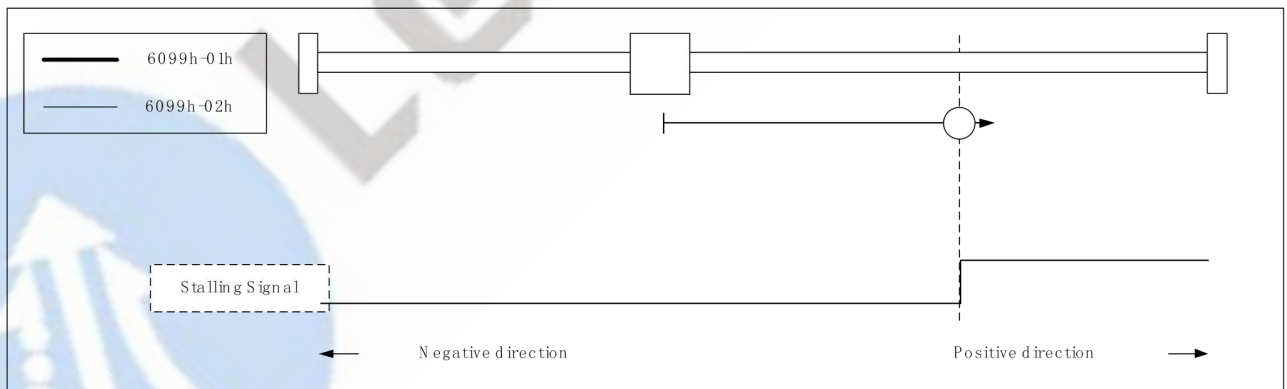 6099h-01h
6099h-02h
Stalling Signal
Negative direction
Positive direction